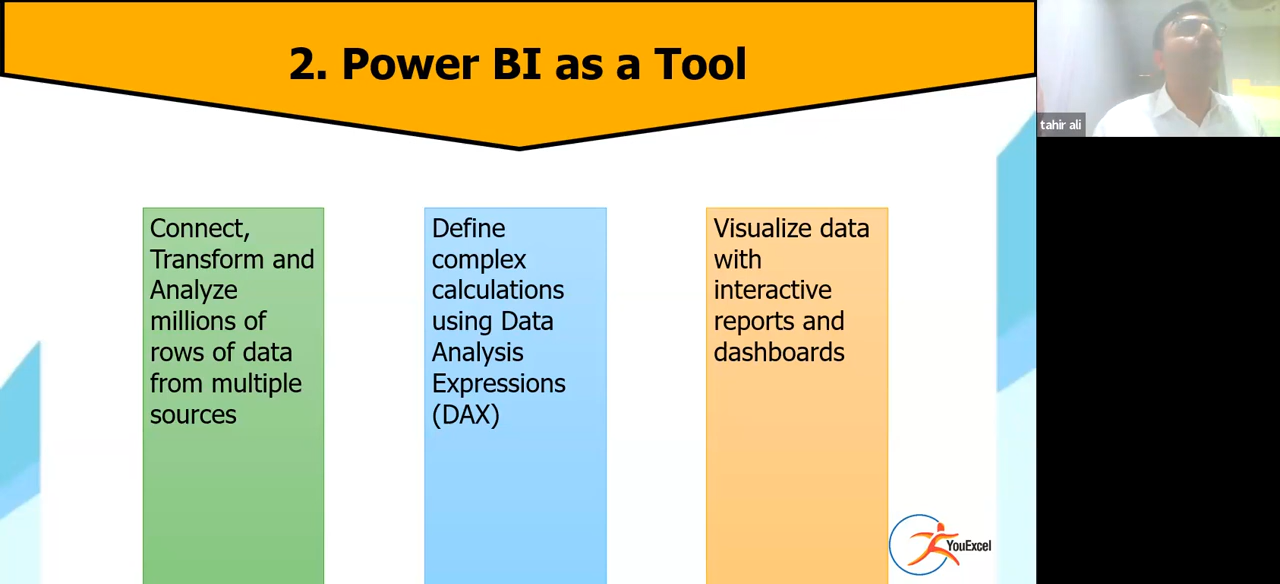 2. Power BI as a Tool
tahir ali
Connect,
Transform and
Analyze
millions of
rows of data
from multiple
sources
Define
complex
calculations
using Data
Analysis
Expressions
(DAX)
Visualize data
with
interactive
reports and
dashboards
YouExcel